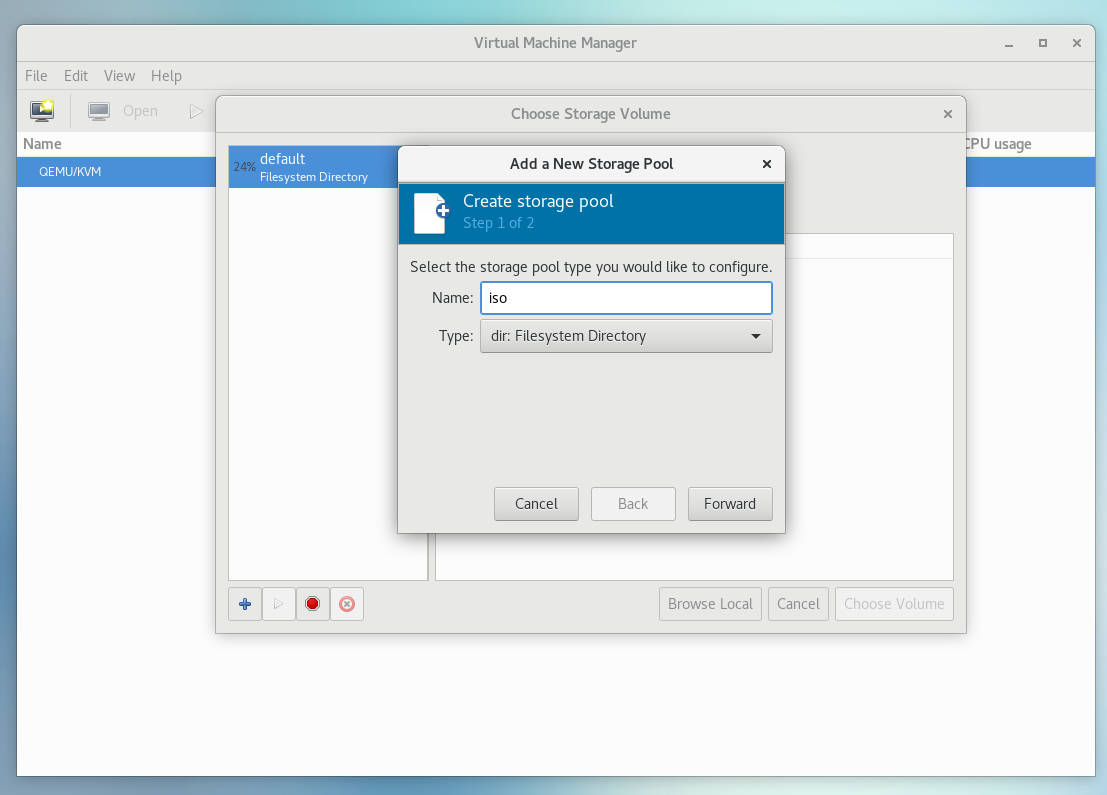 Virtual Machine Manager
File Edit View Help
Open
Choose Storage Volume
Name
CPU usage
QEMU/KVM
24% default
Filesystem Directory
Add a New Storage Pool
Create storage pool
Step 1 of 2
Select the storage pool type you would like to configure.
Name: iso
Type: dir: Filesystem Directory
Cancel Back Forward
Browse Local Cancel Choose Volume